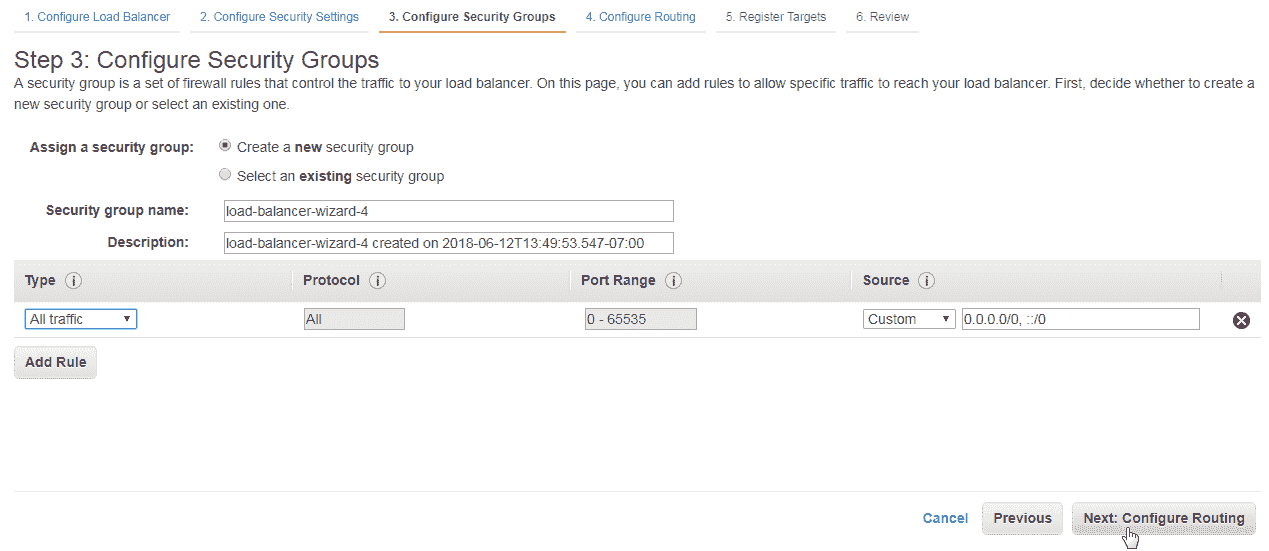 1. Configure Load Balancer 2. Configure Security Settings 3. Configure Security Groups 4. Configure Routing 5. Register Targets 6. Review
Step 3: Configure Security Groups
A security group is a set of firewall rules that control the traffic to your load balancer. On this page, you can add rules to allow specific traffic to reach your load balancer. First, decide whether to create a
new security group or select an existing one.
Assign a security group: Create a new security group
Select an existing security group
Security group name: load-balancer-wizard-4
Description: load-balancer-wizard-4 created on 2018-06-12T13:49:53.547-07:00
Type i Protocol i Port Range i Source i
All traffic All 0 - 65535 Custom 0.0.0.0/0, ::/0
Add Rule
Cancel Previous Next: Configure Routing